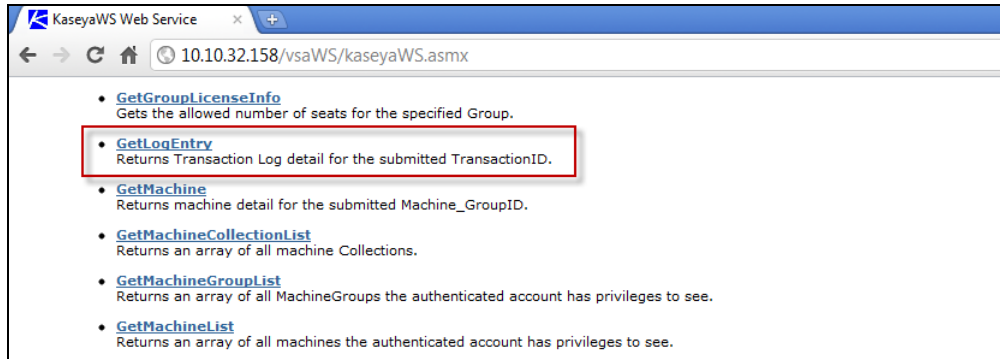 KaseyaWS Web Service
10.10.32.158/vsaWS/kaseyaWS.asmx
GetGroupLicenseInfo
Gets the allowed number of seats for the specified Group.
GetLogEntry
Returns Transaction Log detail for the submitted TransactionID.
GetMachine
Returns machine detail for the submitted Machine_GroupID.
GetMachineCollectionList
Returns an array of all machine Collections.
GetMachineGroupList
Returns an array of all MachineGroups the authenticated account has privileges to see.
GetMachineList
Returns an array of all machines the authenticated account has privileges to see.